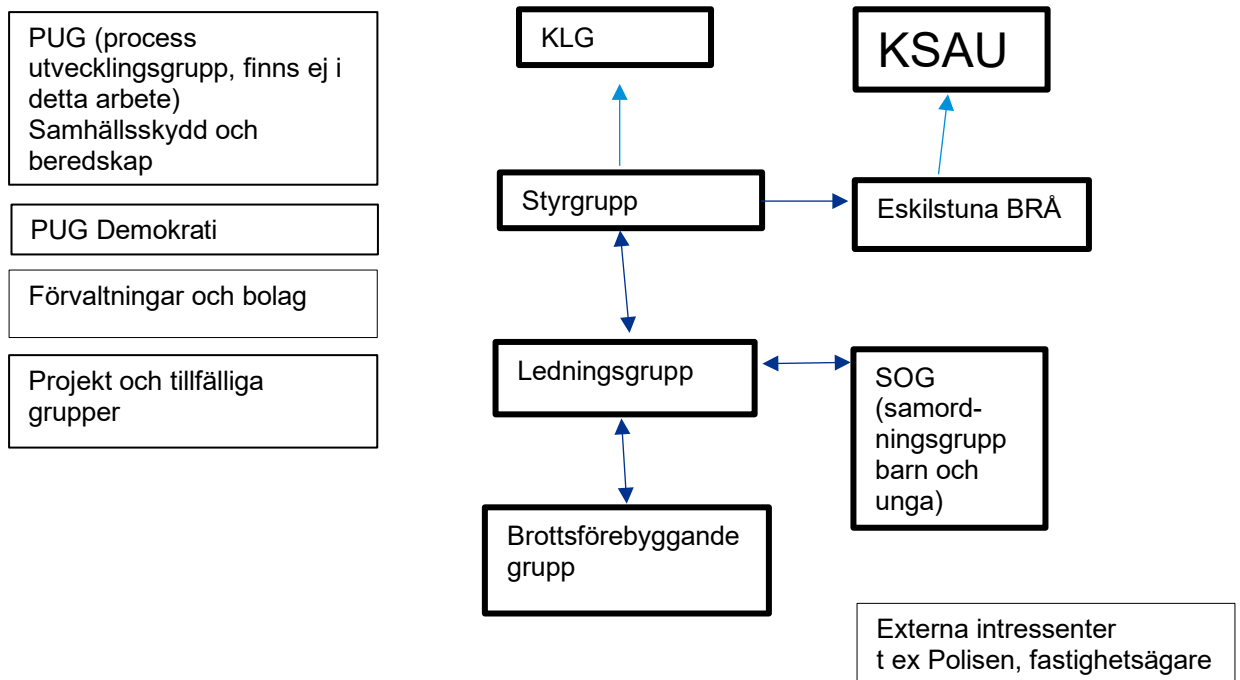 PUG (process
utvecklingsgrupp, finns ej i
detta arbete)
Samhällsskydd och
beredskap
PUG Demokrati
Förvaltningar och bolag
Projekt och tillfälliga
grupper
KLG
KSAU
Styrgrupp
Eskilstuna BRÅ
Ledningsgrupp
SOG
(samord-
ningsgrupp
barn och
unga)
Brottsförebyggande
grupp
Externa intressenter
t ex Polisen, fastighetsägare